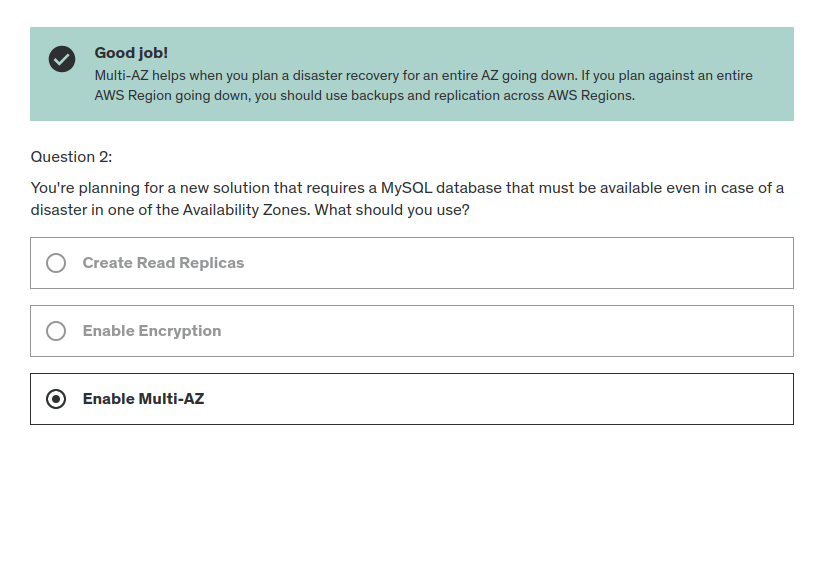 Good job!
Multi-AZ helps when you plan a disaster recovery for an entire AZ going down. If you plan against an entire
AWS Region going down, you should use backups and replication across AWS Regions.
Question 2:
You're planning for a new solution that requires a MySQL database that must be available even in case of a
disaster in one of the Availability Zones. What should you use?
Create Read Replicas
Enable Encryption
Enable Multi-AZ